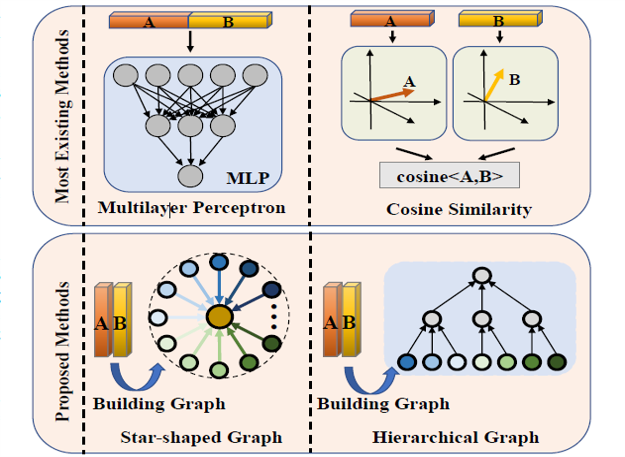 Most Existing Methods
A B
MLP
Multilayer Perceptron
A B
A
B
cosine<A,B>
Cosine Similarity
Proposed Methods
A B
Building Graph
Star-shaped Graph
A B
Building Graph
Hierarchical Graph